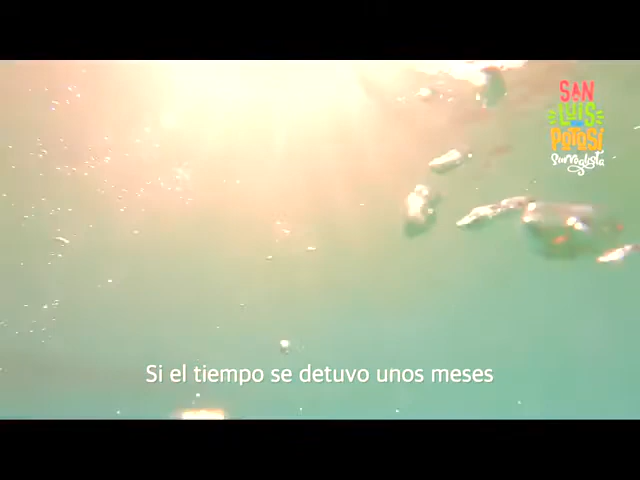 SAN
LUIS
POTOSÍ
Surrealista
Si el tiempo se detuvo unos meses